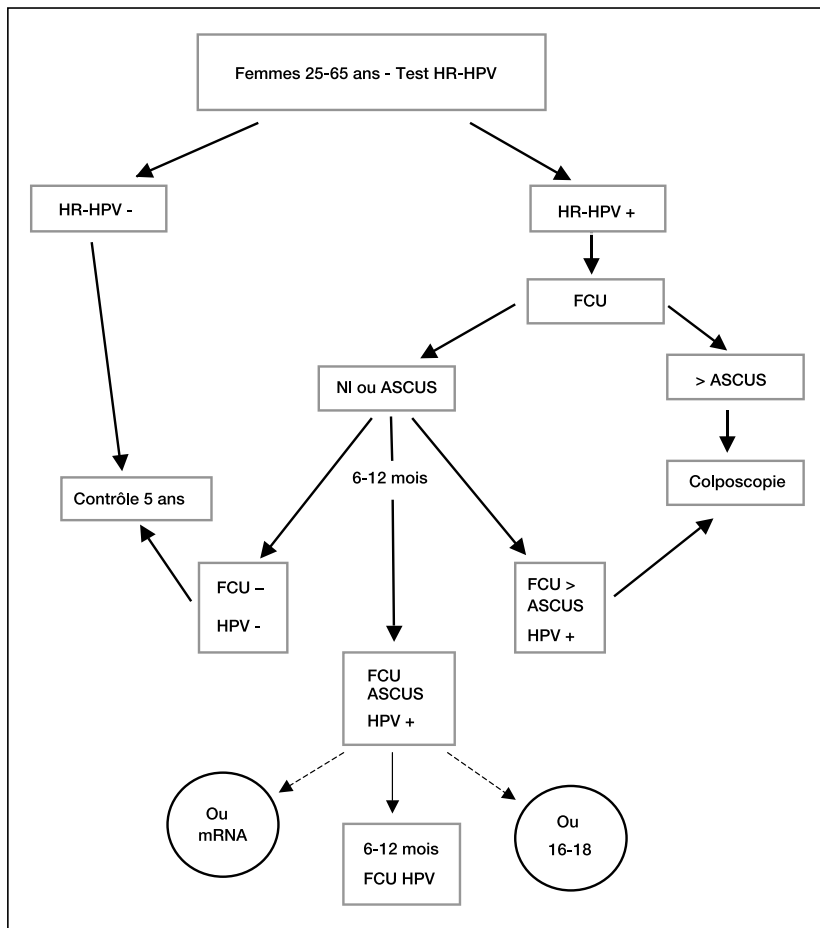 Femmes 25-65 ans - Test HR-HPV
HR-HPV -
HR-HPV +
FCU
NI ou ASCUS
> ASCUS
6-12 mois
Contrôle 5 ans
Colposcopie
FCU –
HPV -
FCU >
ASCUS
HPV +
FCU
ASCUS
HPV +
Ou
mRNA
6-12 mois
FCU HPV
Ou
16-18